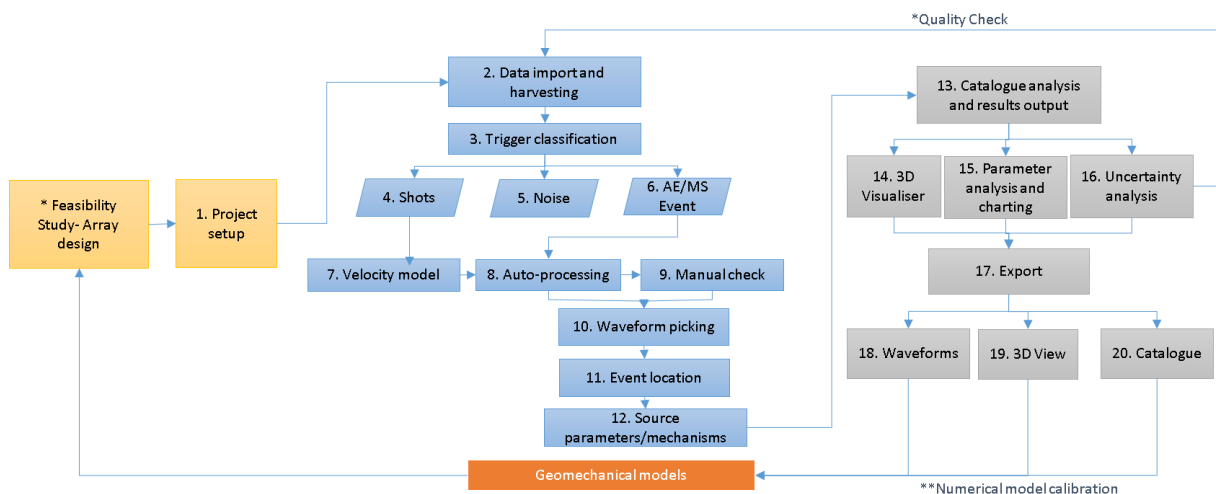 *Quality Check
2. Data import and
harvesting
13. Catalogue analysis
and results output
3. Trigger classification
* Feasibility
Study- Array
design
1. Project
setup
4. Shots
5. Noise
6. AE/MS
Event
14. 3D
Visualiser
15. Parameter
analysis and
charting
16. Uncertainty
analysis
7. Velocity model
8. Auto-processing
9. Manual check
17. Export
10. Waveform picking
11. Event location
18. Waveforms
19. 3D View
20. Catalogue
12. Source
parameters/mechanisms
Geomechanical models
**Numerical model calibration